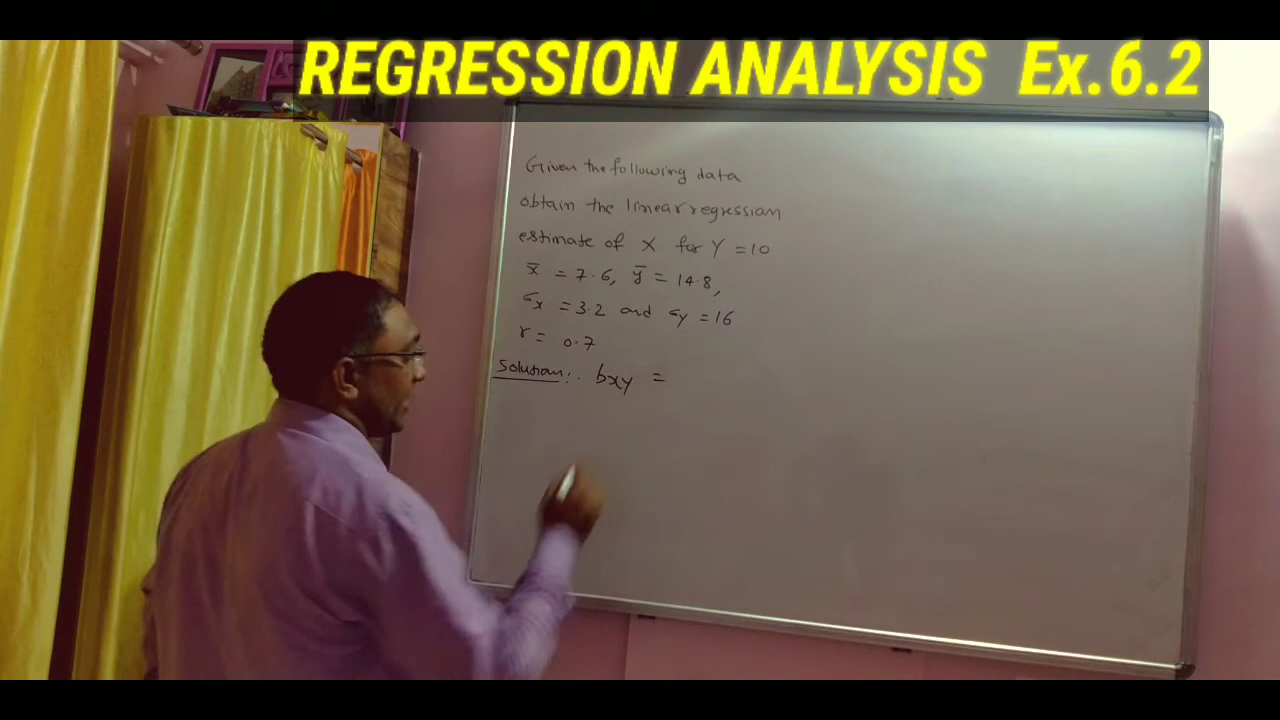 REGRESSION ANALYSIS Ex.6.2
Given the following data
obtain the linear regressian
estimate of X for Y = 10
x̄ = 7.6, ȳ = 14.8,
σx = 3.2 and σy = 16
r = 0.7
Solution:. bxy =